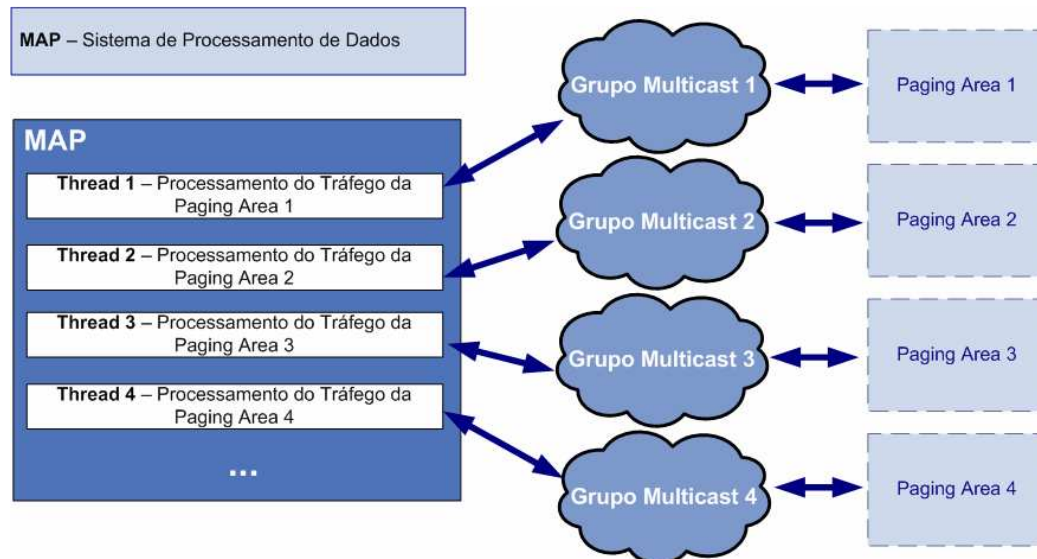 MAP – Sistema de Processamento de Dados
MAP
Thread 1 – Processamento do Tráfego da
Paging Area 1
Thread 2 – Processamento do Tráfego da
Paging Area 2
Thread 3 – Processamento do Tráfego da
Paging Area 3
Thread 4 – Processamento do Tráfego da
Paging Area 4
...
Grupo Multicast 1
Paging Area 1
Grupo Multicast 2
Paging Area 2
Grupo Multicast 3
Paging Area 3
Grupo Multicast 4
Paging Area 4